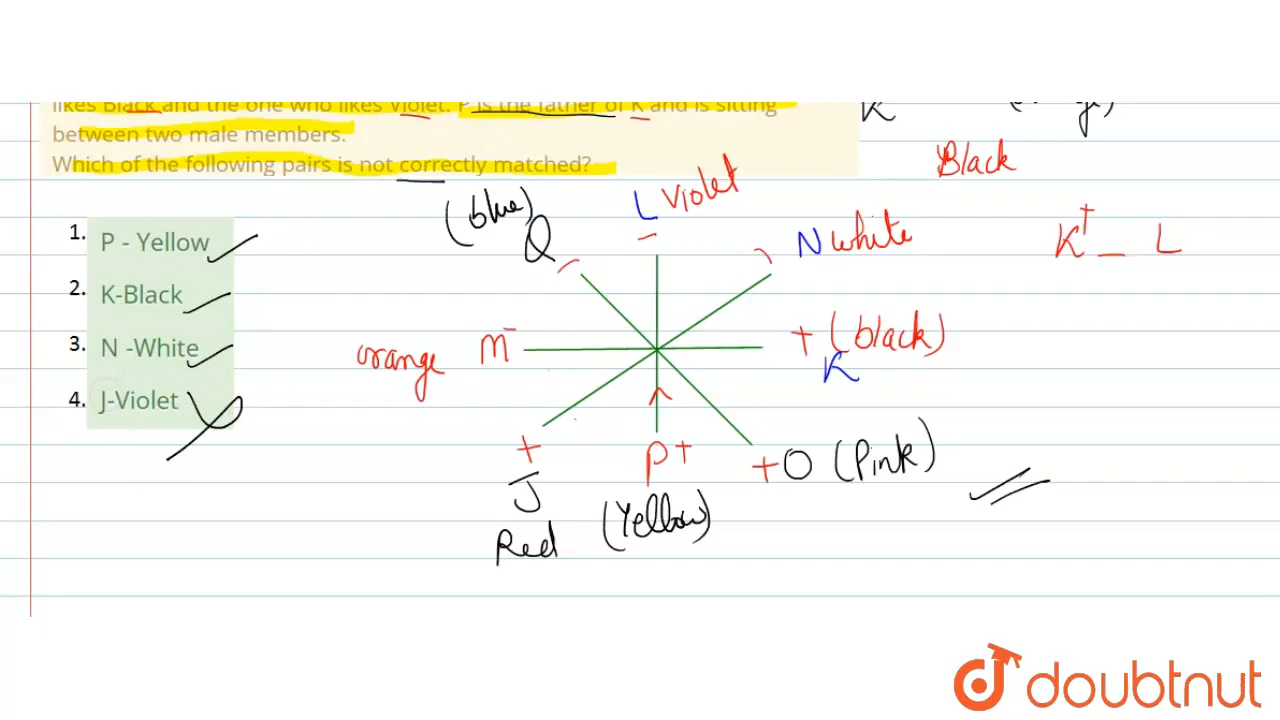 likes Black and the one who likes Violet. P is the father of K and is sitting
between two male members.
Which of the following pairs is not correctly matched?
K
Black
1. P - Yellow
2. K-Black
3. N -White
4. J-Violet
(blue)
Q
L Violet
N white
K+ _ L
orange M-
+ (black)
K
+
J
Red
P+
(Yellow)
+O (Pink)
doubtnut